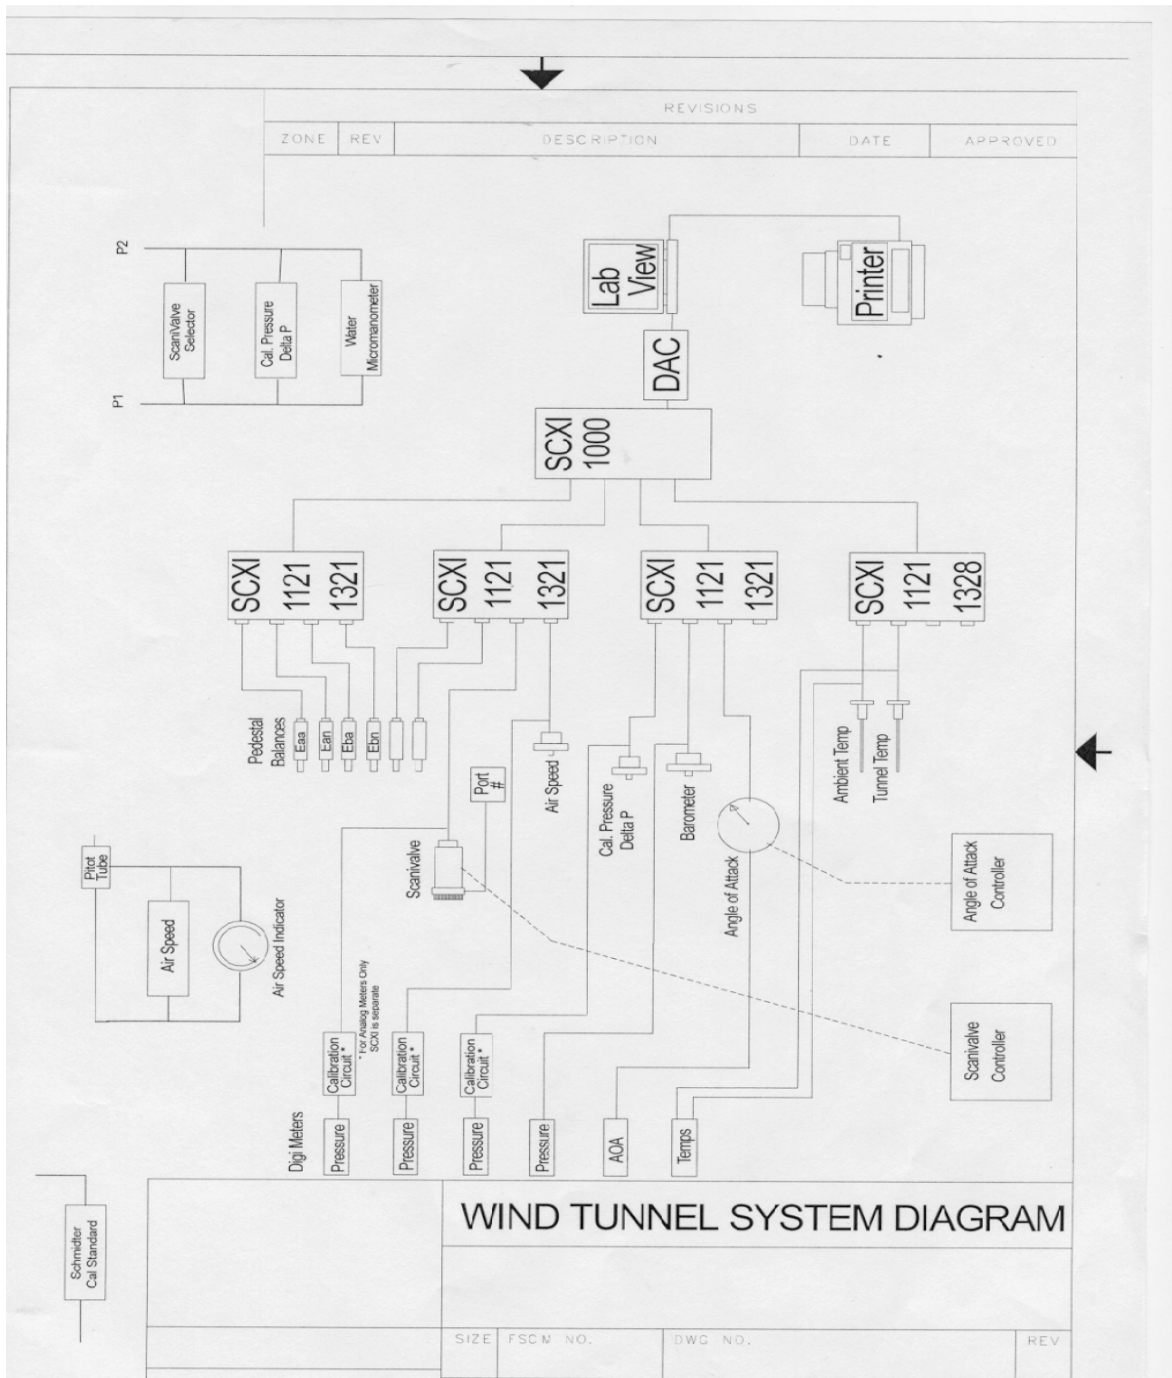 REVISIONS
ZONE
REV
DESCRIPTION
DATE
APPROVED
P2
P1
ScaniValve
Selector
Cal. Pressure
Delta P
Water
Micromanometer
Lab
View
Printer
DAC
SCXI
1000
SCXI
1121
1321
SCXI
1121
1321
SCXI
1121
1321
SCXI
1121
1328
Pedestal
Balances
Eaa
Ean
Eba
Ebn
Port
#
Air Speed
Scanivalve
Cal. Pressure
Delta P
Barometer
Angle of Attack
Ambient Temp
Tunnel Temp
Angle of Attack
Controller
Scanivalve
Controller
Pitot
Tube
Air Speed
Air Speed Indicator
* For Analog Meters Only
SCXI is separate
Calibration
Circuit *
Calibration
Circuit *
Calibration
Circuit *
Digi Meters
Pressure
Pressure
Pressure
Pressure
AOA
Temps
Schmidter
Cal Standard
WIND TUNNEL SYSTEM DIAGRAM
SIZE
FSCM NO.
DWG NO.
REV